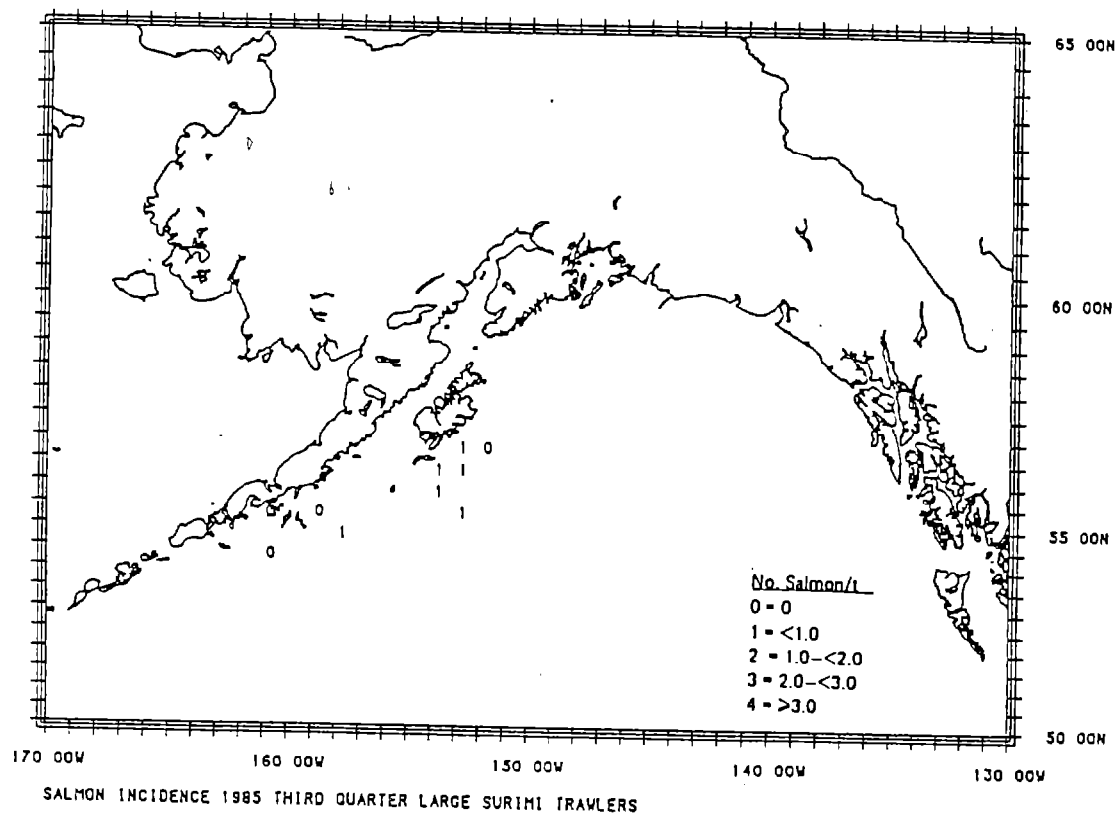 65 00N
60 00N
1 0
1 1
1 1
0 0
1
0
55 00N
No. Salmon/t
0 = 0
1 = <1.0
2 = 1.0-<2.0
3 = 2.0-<3.0
4 = >3.0
50 00N
170 00W 160 00W 150 00W 140 00W 130 00W
SALMON INCIDENCE 1985 THIRD QUARTER LARGE SURIMI TRAWLERS